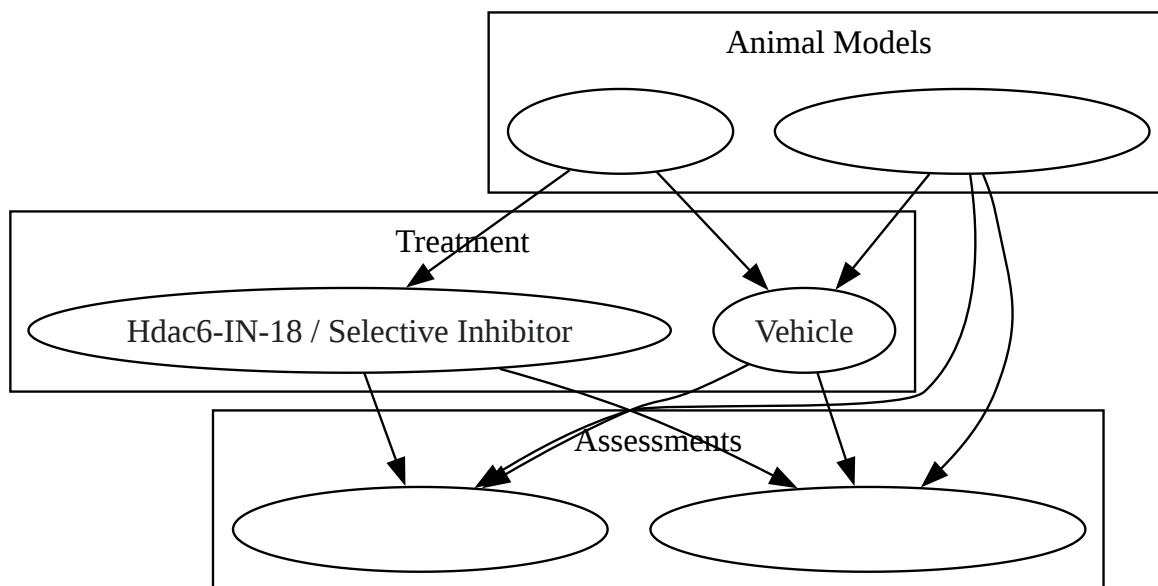 Animal Models
Treatment
Hdac6-IN-18 / Selective Inhibitor
Vehicle
Assessments